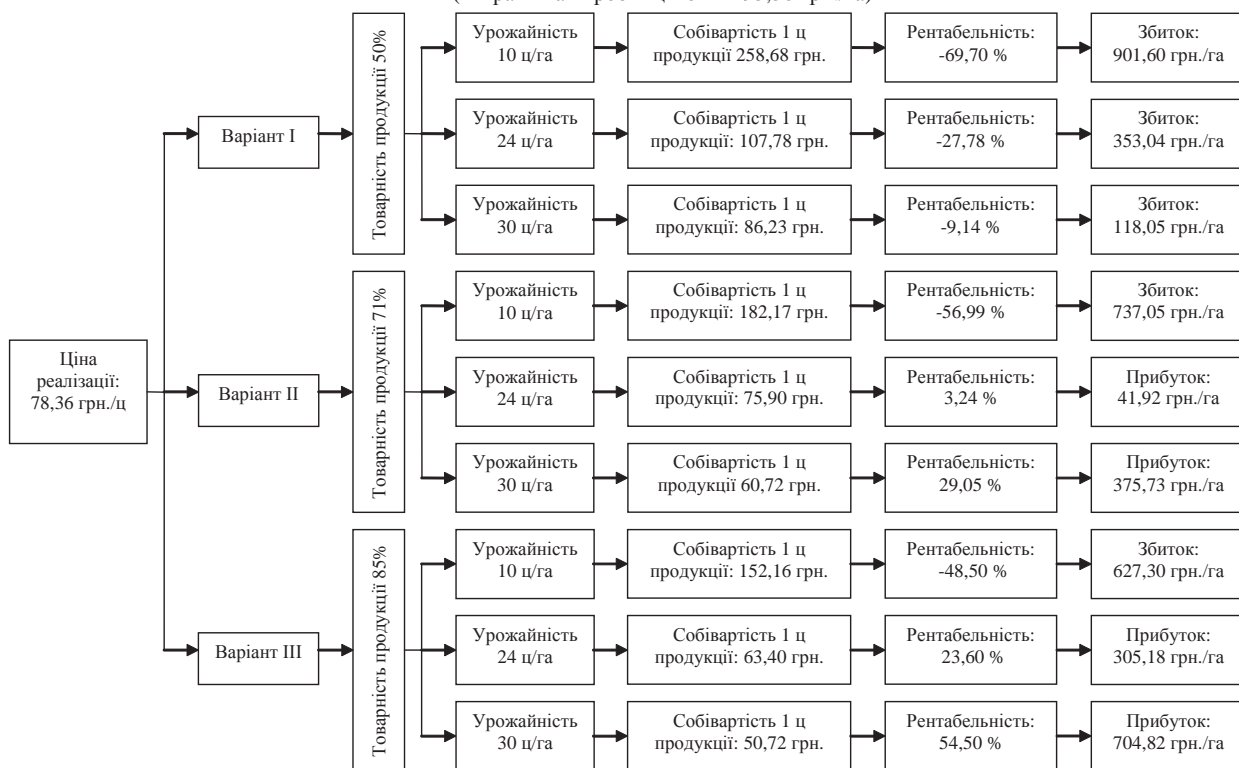 Ціна
реалізації:
78,36 грн./ц
Варіант I
Товарність продукції 50%
Урожайність
10 ц/га
Собівартість 1 ц
продукції 258,68 грн.
Рентабельність:
-69,70 %
Збиток:
901,60 грн./га
Урожайність
24 ц/га
Собівартість 1 ц
продукції: 107,78 грн.
Рентабельність:
-27,78 %
Збиток:
353,04 грн./га
Урожайність
30 ц/га
Собівартість 1 ц
продукції: 86,23 грн.
Рентабельність:
-9,14 %
Збиток:
118,05 грн./га
Варіант II
Товарність продукції 71%
Урожайність
10 ц/га
Собівартість 1 ц
продукції: 182,17 грн.
Рентабельність:
-56,99 %
Збиток:
737,05 грн./га
Урожайність
24 ц/га
Собівартість 1 ц
продукції: 75,90 грн.
Рентабельність:
3,24 %
Прибуток:
41,92 грн./га
Урожайність
30 ц/га
Собівартість 1 ц
продукції 60,72 грн.
Рентабельність:
29,05 %
Прибуток:
375,73 грн./га
Варіант III
Товарність продукції 85%
Урожайність
10 ц/га
Собівартість 1 ц
продукції: 152,16 грн.
Рентабельність:
-48,50 %
Збиток:
627,30 грн./га
Урожайність
24 ц/га
Собівартість 1 ц
продукції: 63,40 грн.
Рентабельність:
23,60 %
Прибуток:
305,18 грн./га
Урожайність
30 ц/га
Собівартість 1 ц
продукції: 50,72 грн.
Рентабельність:
54,50 %
Прибуток:
704,82 грн./га